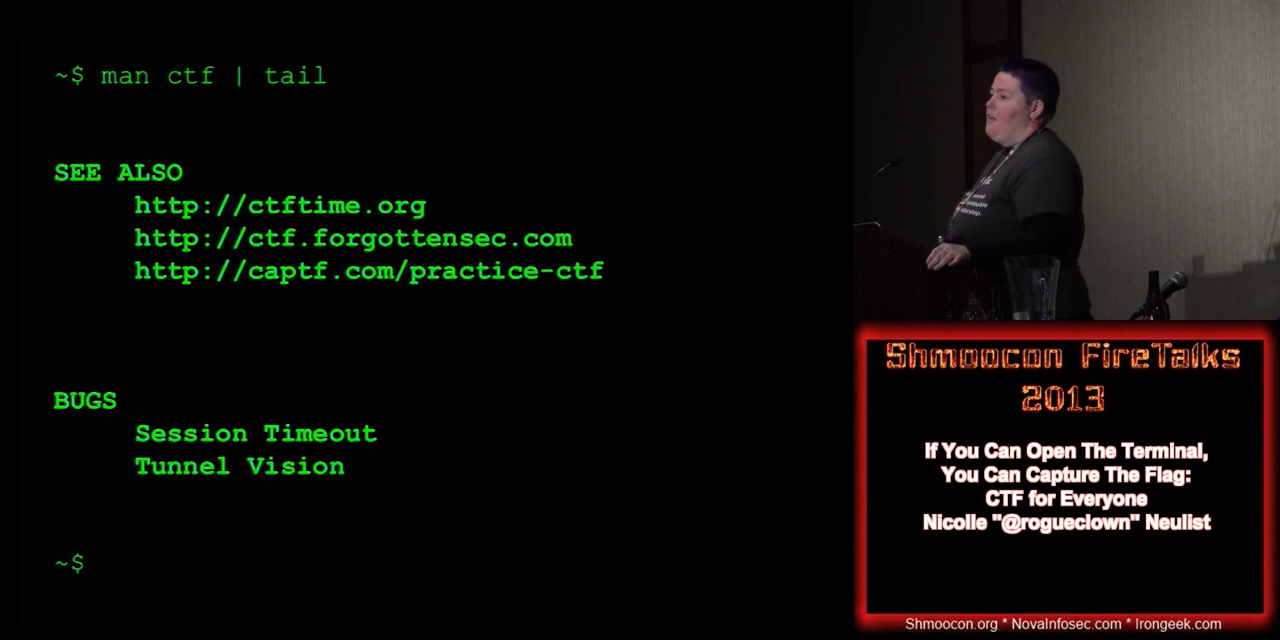 ~$ man ctf | tail
SEE ALSO
http://ctftime.org
http://ctf.forgottensec.com
http://captf.com/practice-ctf
BUGS
Session Timeout
Tunnel Vision
~$
Shmoocon FireTalks
2013
If You Can Open The Terminal,
You Can Capture The Flag:
CTF for Everyone
Nicolle "@rogueclown" Neulist
Shmoocon.org * NovaInfosec.com * Irongeek.com